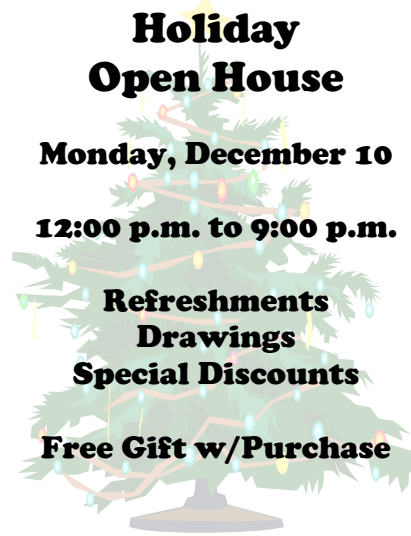 Holiday
Open House
Monday, December 10
12:00 p.m. to 9:00 p.m.
Refreshments
Drawings
Special Discounts
Free Gift w/Purchase